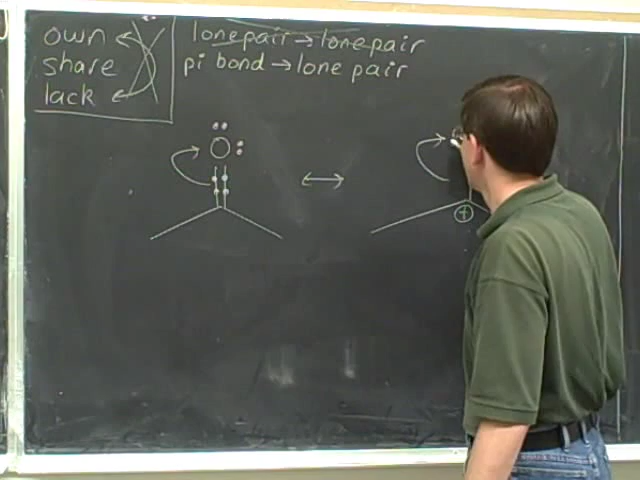 own
share
lack
lone pair → lone pair
pi bond → lone pair
O
↔
⊕